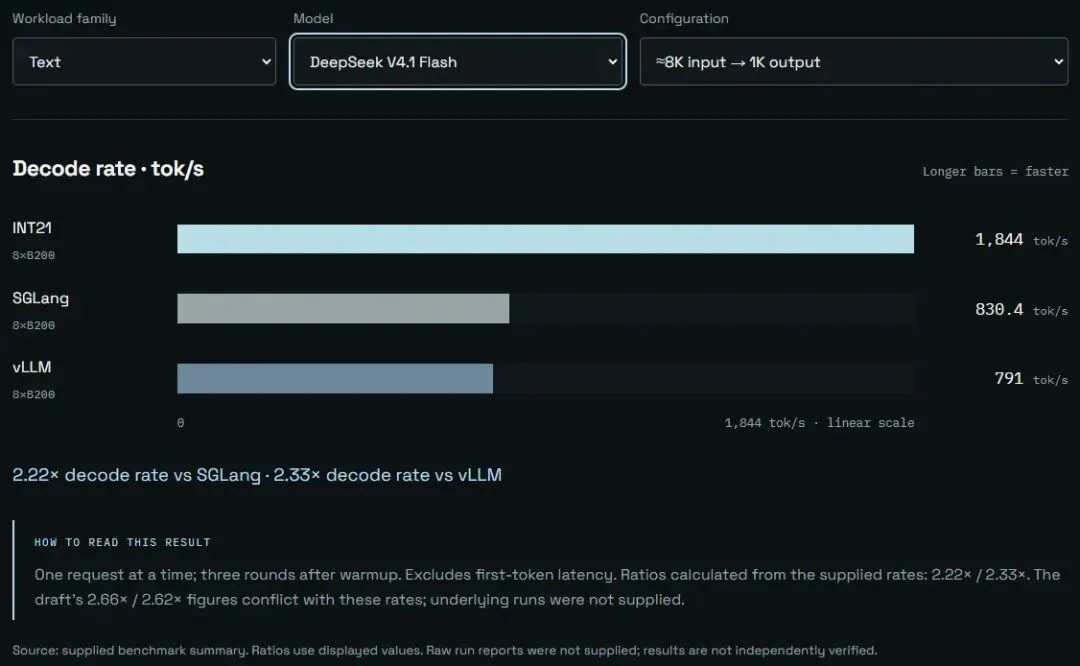 Workload family
Model
Configuration
Text
DeepSeek V4.1 Flash
≈8K input → 1K output
Decode rate · tok/s
Longer bars = faster
INT21
8×B200
1,844 tok/s
SGLang
8×B200
830.4 tok/s
vLLM
8×B200
791 tok/s
0
1,844 tok/s · linear scale
2.22× decode rate vs SGLang · 2.33× decode rate vs vLLM
HOW TO READ THIS RESULT
One request at a time; three rounds after warmup. Excludes first-token latency. Ratios calculated from the supplied rates: 2.22× / 2.33×. The
draft's 2.66× / 2.62× figures conflict with these rates; underlying runs were not supplied.
Source: supplied benchmark summary. Ratios use displayed values. Raw run reports were not supplied; results are not independently verified.